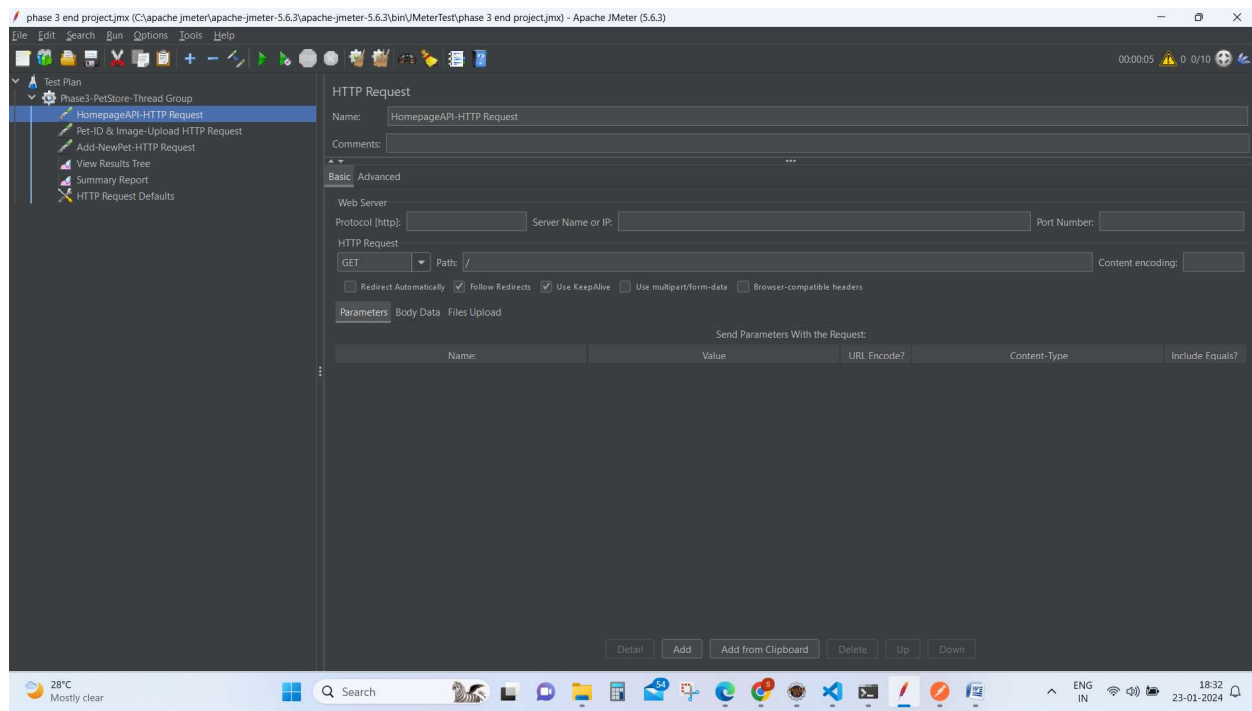 phase 3 end project.jmx (C:\apache jmeter\apache-jmeter-5.6.3\apache-jmeter-5.6.3\bin\JMeterTest\phase 3 end project.jmx) - Apache JMeter (5.6.3)
File Edit Search Run Options Tools Help
00:00:05 0 0/10
Test Plan
Phase3-PetStore-Thread Group
HomepageAPI-HTTP Request
Pet-ID & Image-Upload HTTP Request
Add-NewPet-HTTP Request
View Results Tree
Summary Report
HTTP Request Defaults
HTTP Request
Name: HomepageAPI-HTTP Request
Comments:
Basic Advanced
Web Server
Protocol [http]: Server Name or IP: Port Number:
HTTP Request
GET Path: / Content encoding:
Redirect Automatically Follow Redirects Use KeepAlive Use multipart/form-data Browser-compatible headers
Parameters Body Data Files Upload
Send Parameters With the Request:
Name: Value URL Encode? Content-Type Include Equals?
Detail Add Add from Clipboard Delete Up Down
28°C
Mostly clear
Search
54
S
ENG
IN
18:32
23-01-2024